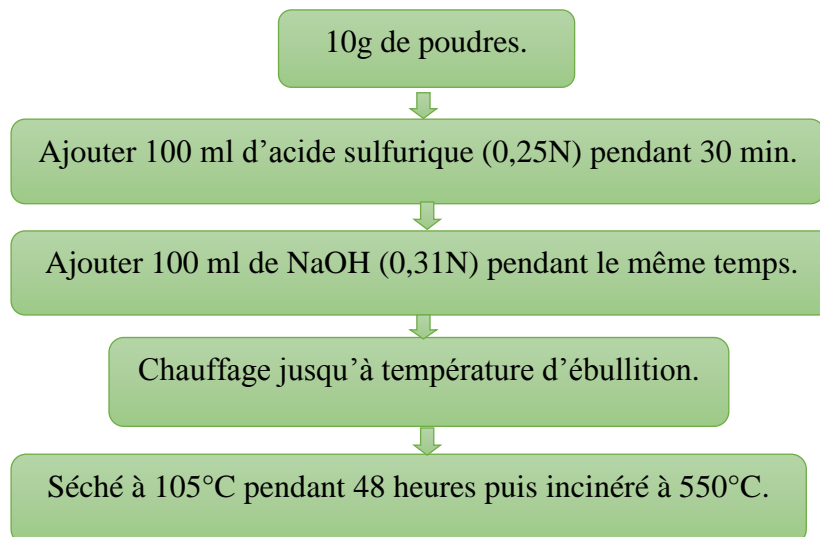 10g de poudres.
Ajouter 100 ml d’acide sulfurique (0,25N) pendant 30 min.
Ajouter 100 ml de NaOH (0,31N) pendant le même temps.
Chauffage jusqu’à température d’ébullition.
Séché à 105°C pendant 48 heures puis incinéré à 550°C.